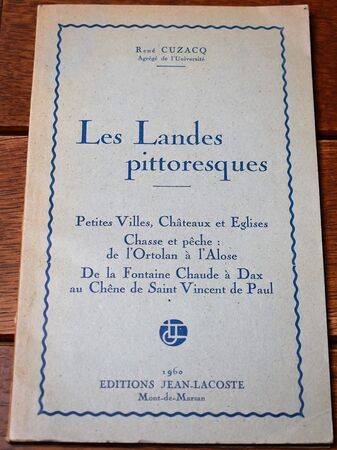 René CUZACQ
Agrégé de l'Université
Les Landes
pittoresques
Petites Villes, Châteaux et Eglises
Chasse et pêche :
de l'Ortolan à l'Alose
De la Fontaine Chaude à Dax
au Chêne de Saint Vincent de Paul
1960
EDITIONS JEAN-LACOSTE
Mont-de-Marsan